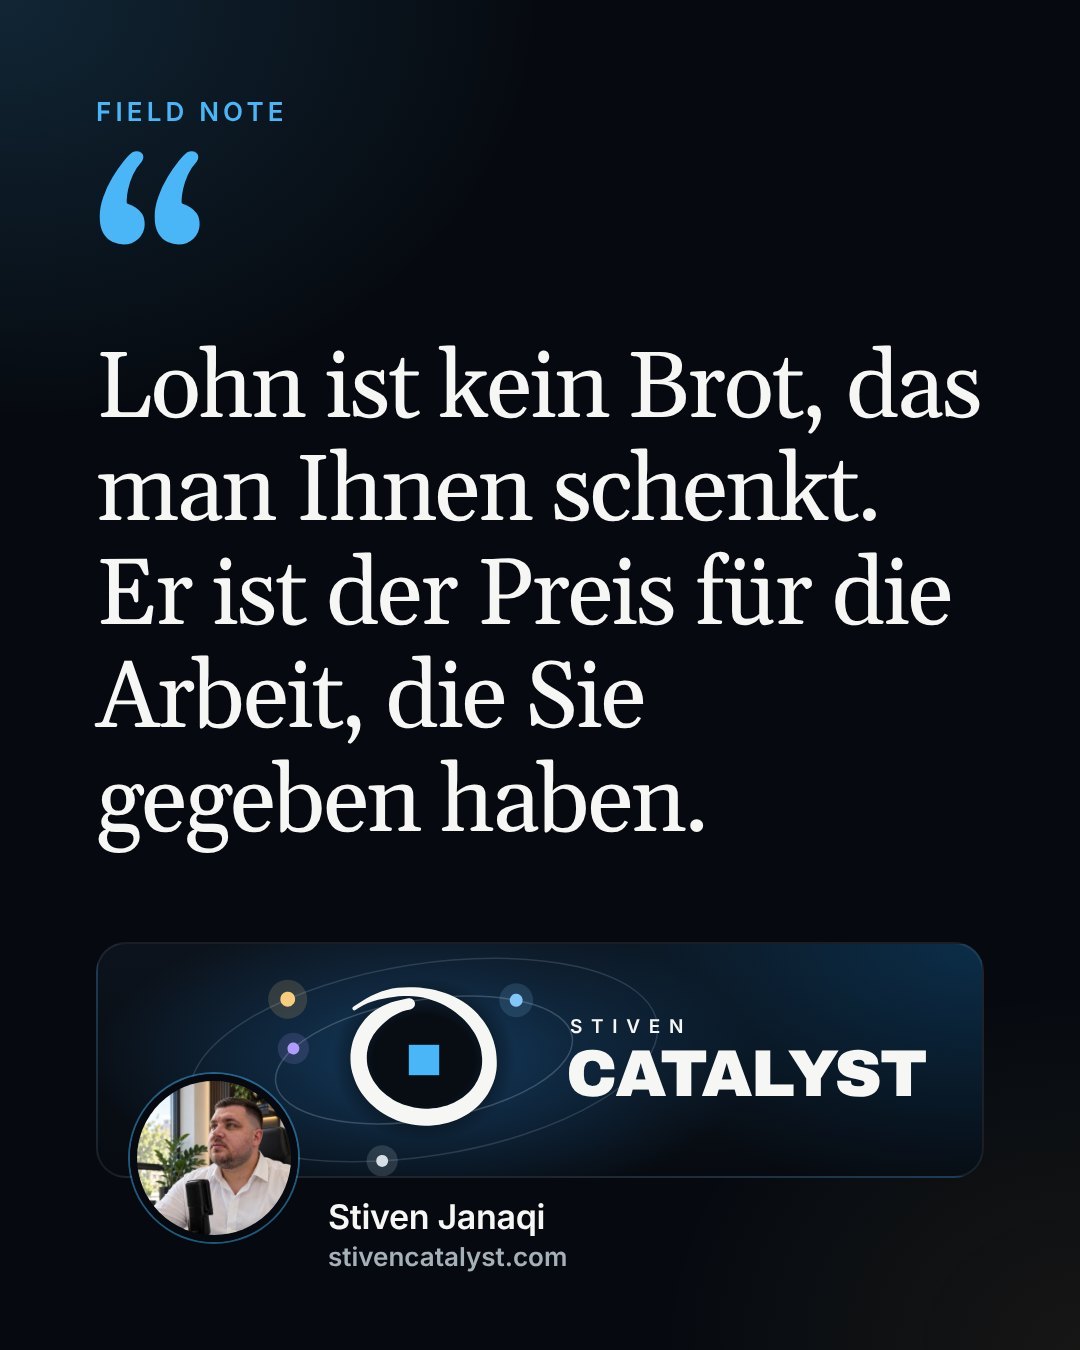 FIELD NOTE
“
Lohn ist kein Brot, das
man Ihnen schenkt.
Er ist der Preis für die
Arbeit, die Sie
gegeben haben.
STIVEN
CATALYST
Stiven Janaqi
stivencatalyst.com